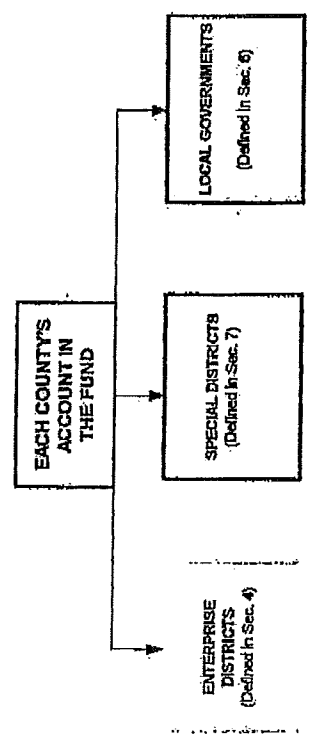 EACH COUNTY'S
ACCOUNT IN
THE FUND
ENTERPRISE
DISTRICTS
(Defined in Sec. 4)
SPECIAL DISTRICTS
(Defined in Sec. 7)
LOCAL GOVERNMENTS
(Defined in Sec. 6)